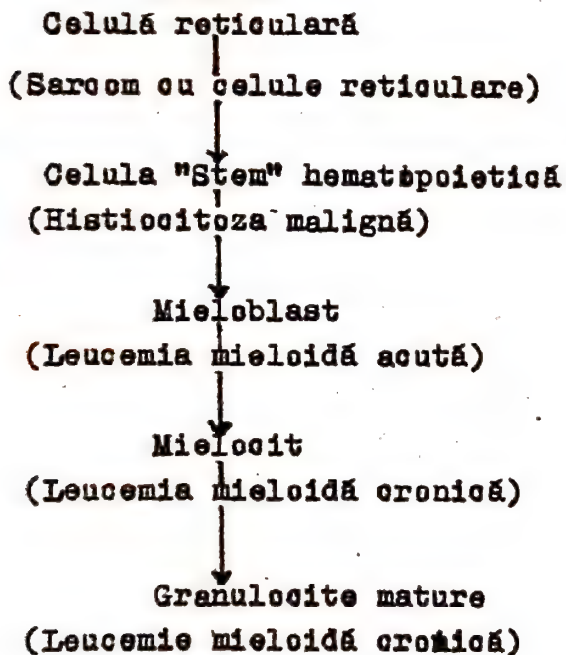 Celulă reticulară
(Sarcom cu celule reticulare)
Celula "Stem" hematopoietică
(Histiocitoza malignă)
Mieloblast
(Leucemia mieloidă acută)
Mielocit
(Leucemia mieloidă cronică)
Granulocite mature
(Leucemie mieloidă cronică)